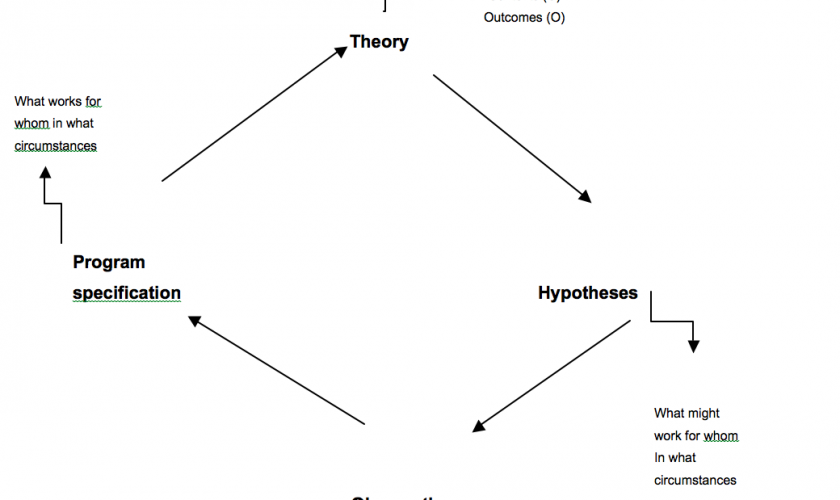 Outcomes (O)
Theory
What works for
whom in what
circumstances
Program
specification
Hypotheses
What might
work for whom
In what
circumstances